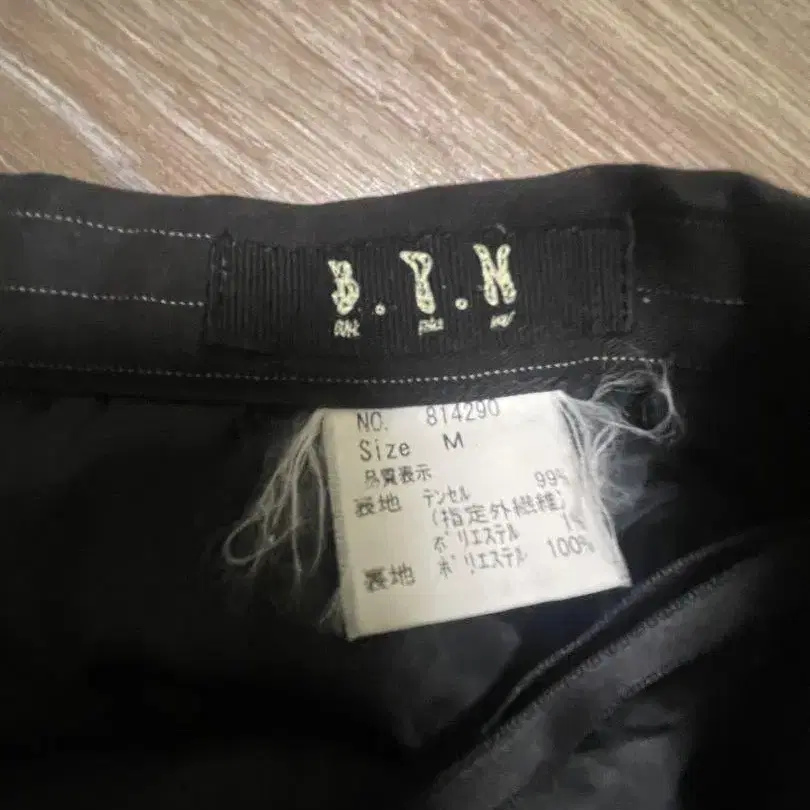 B.Y.N
NO. 814290
Size M
品質表示
表地 テンセル 99%
(指定外繊維)
ポリエステル 1%
裏地 ポリエステル 100%